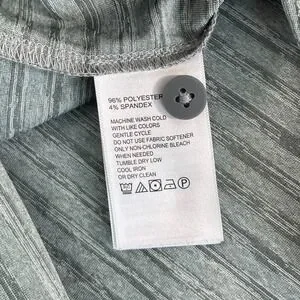 96% POLYESTER
4% SPANDEX
MACHINE WASH COLD
WITH LIKE COLORS
GENTLE CYCLE
DO NOT USE FABRIC SOFTENER
ONLY NON-CHLORINE BLEACH
WHEN NEEDED
TUMBLE DRY LOW
COOL IRON
OR DRY CLEAN
P